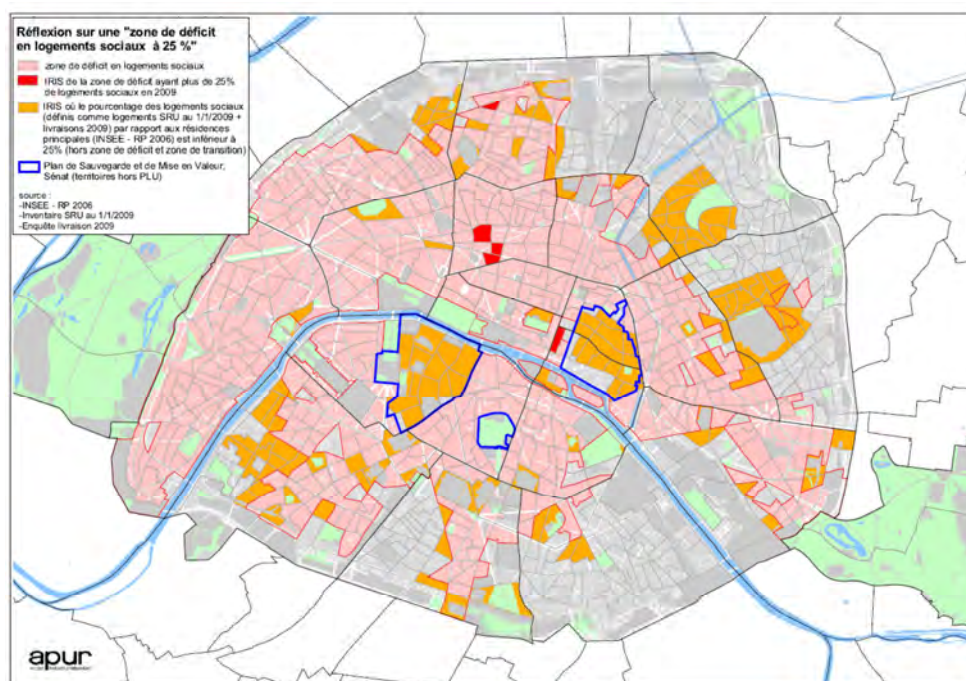 Réflexion sur une "zone de déficit
en logements sociaux à 25 %"
zone de déficit en logements sociaux
IRIS de la zone de déficit ayant plus de 25%
de logements sociaux en 2009
IRIS où le pourcentage des logements sociaux
(définis comme logements SRU au 1/1/2009 +
livraisons 2009) par rapport aux résidences
principales (INSEE - RP 2006) est inférieur à
25% (hors zone de déficit et zone de transition)
Plan de Sauvegarde et de Mise en Valeur,
Sénat (territoires hors PLU)
source :
-INSEE - RP 2006
-Inventaire SRU au 1/1/2009
-Enquête livraison 2009
apur